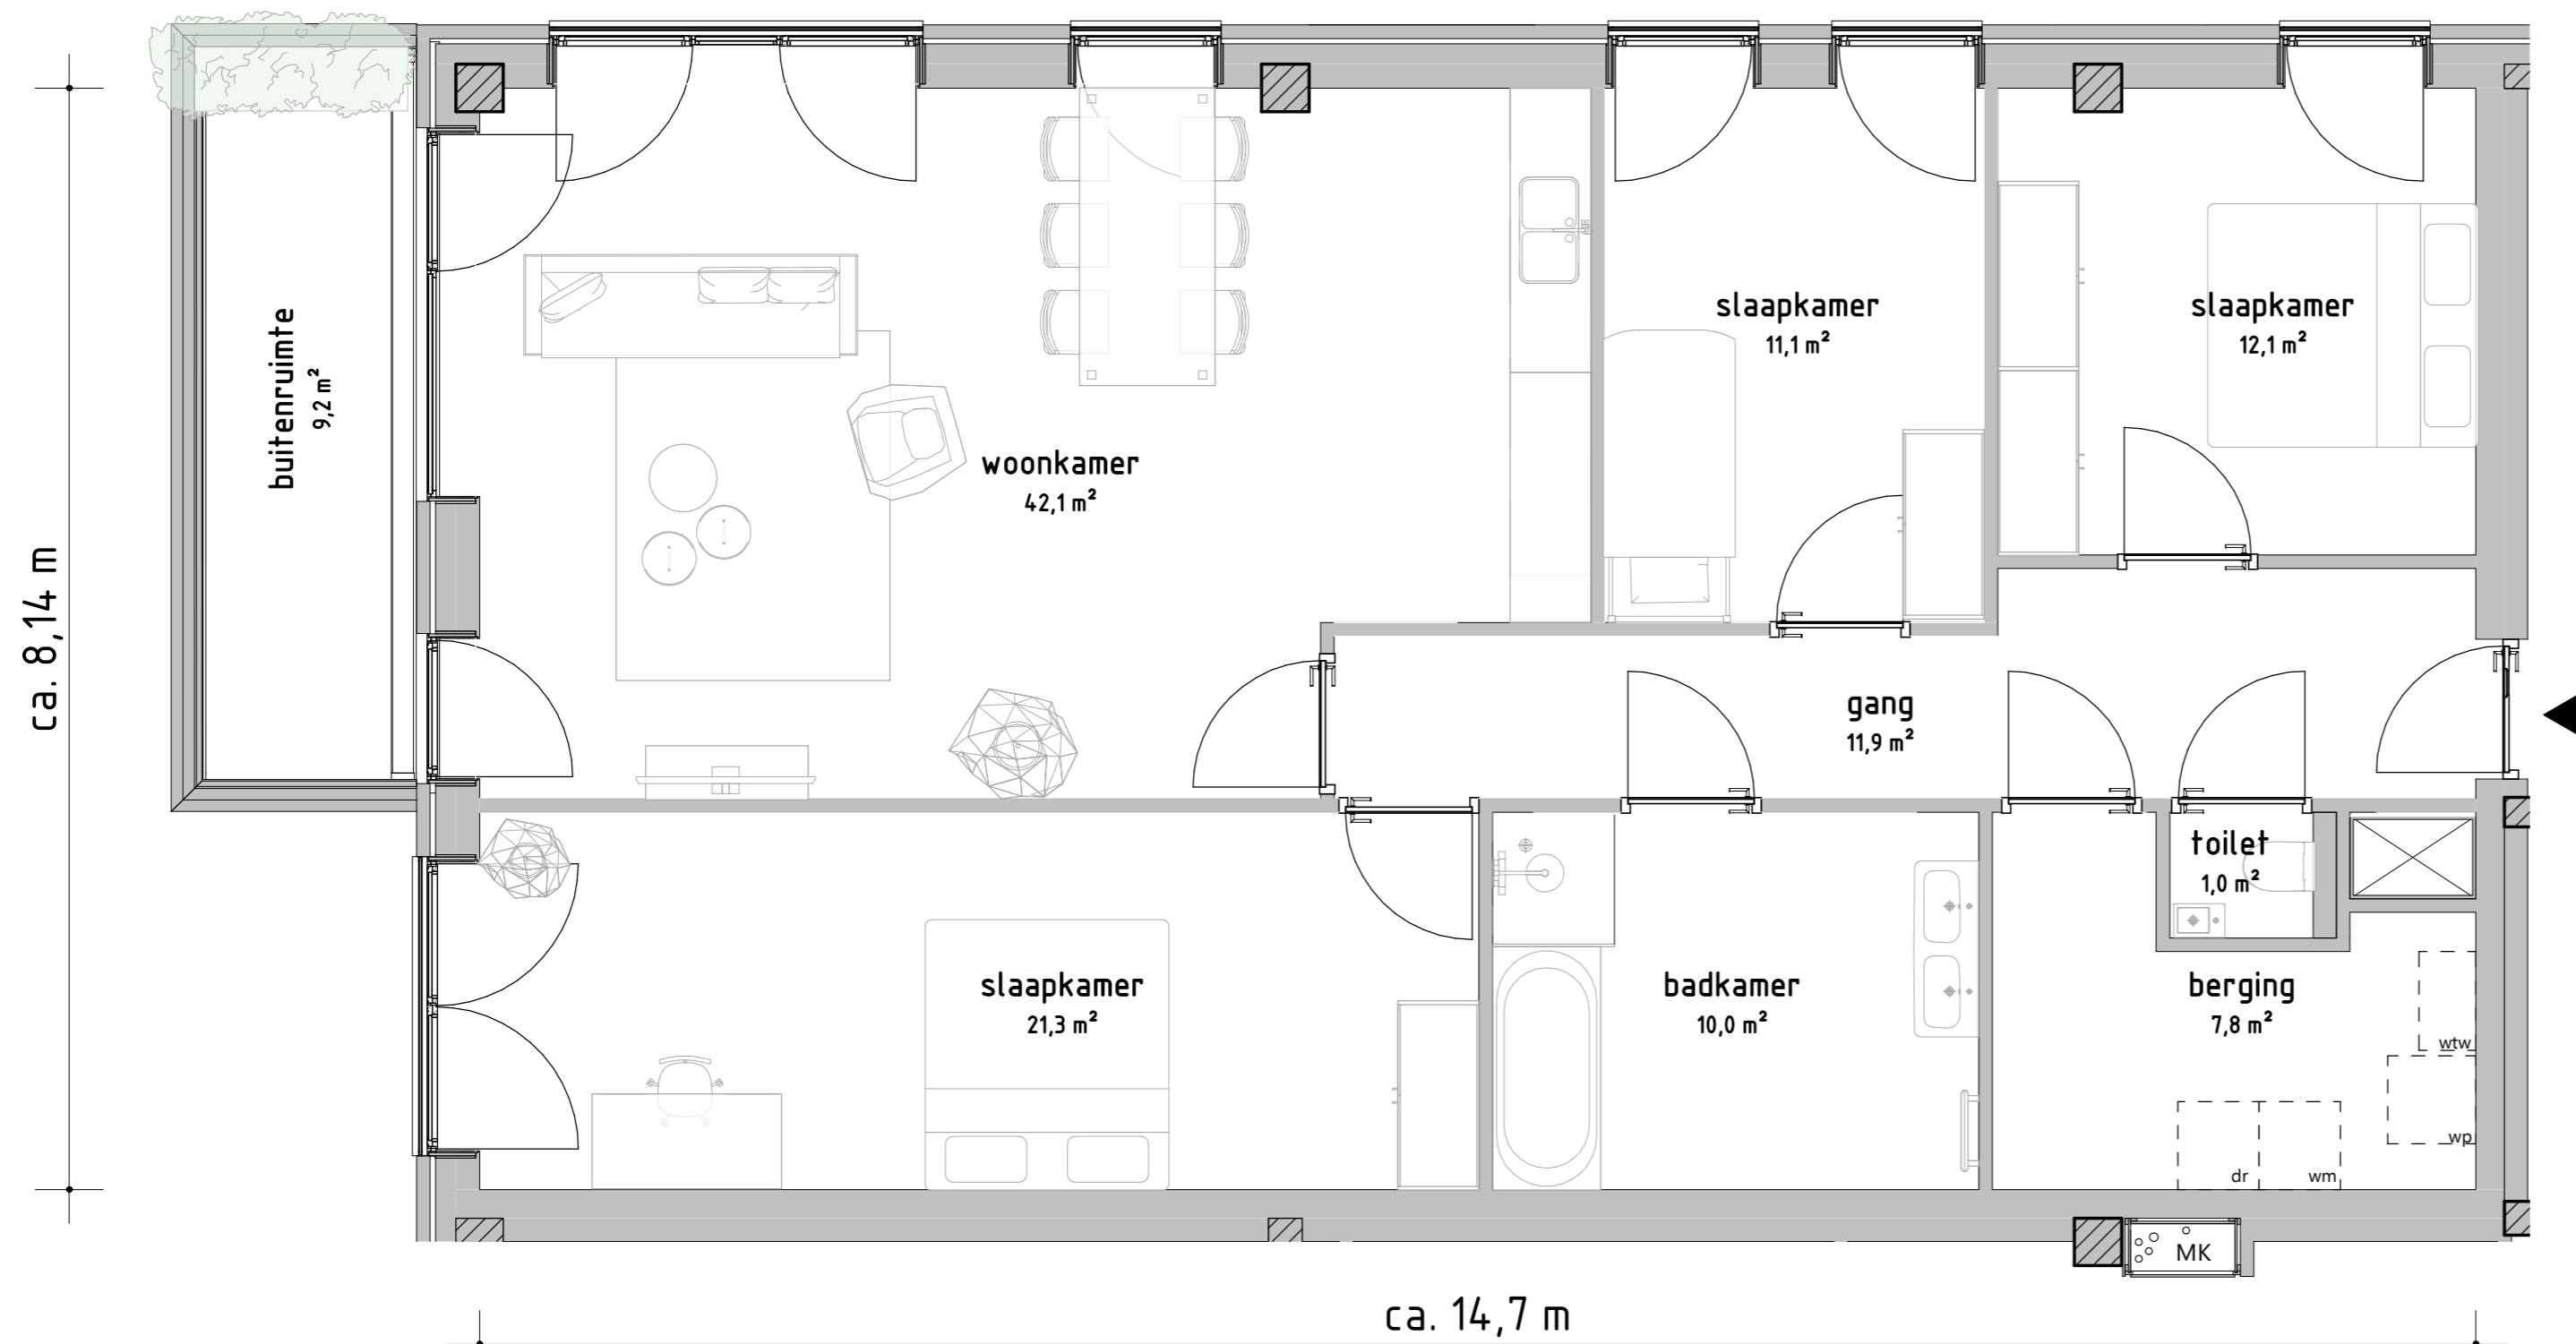 slaapkamer
11,1 m²
slaapkamer
12,1 m²
buitenruimte
9,2 m²
woonkamer
42,1 m²
ca. 8,14 m
gang
11,9 m²
toilet
1,0 m²
slaapkamer
21,3 m²
badkamer
10,0 m²
berging
7,8 m²
wtw
wp
dr
wm
MK
ca. 14,7 m